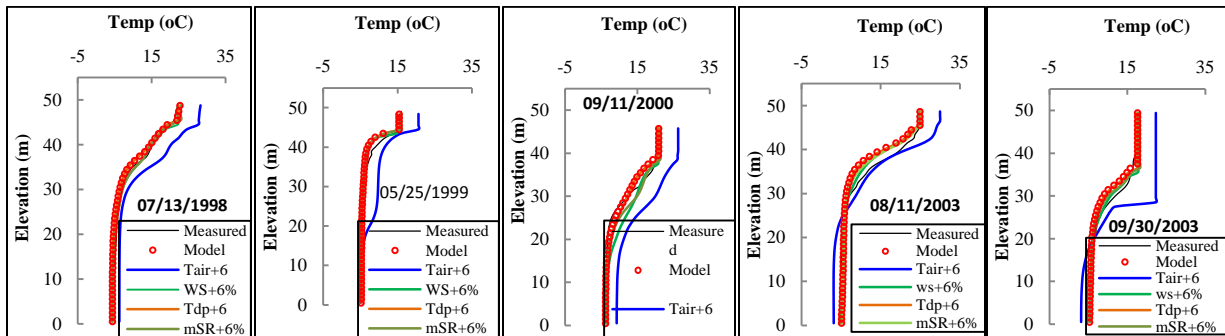 Temp (oC)
-5 15 35
50
40
30
20
10
0
Elevation (m)
07/13/1998
Measured
Model
Tair+6
WS+6%
Tdp+6
mSR+6%
Temp (oC)
-5 15 35
50
40
30
20
10
0
Elevation (m)
05/25/1999
Measured
Model
Tair+6
WS+6%
Tdp+6
mSR+6%
Temp (oC)
-5 15 35
50
40
30
20
10
0
Elevation (m)
09/11/2000
Measure
d
Model
Tair+6
Temp (oC)
-5 15 35
50
40
30
20
10
0
Elevation (m)
08/11/2003
Measured
Model
Tair+6
ws+6%
Tdp+6
mSR+6%
Temp (oC)
-5 15 35
50
40
30
20
10
0
Elevation (m)
09/30/2003
Measured
Model
Tair+6
ws+6%
Tdp+6
mSR+6%